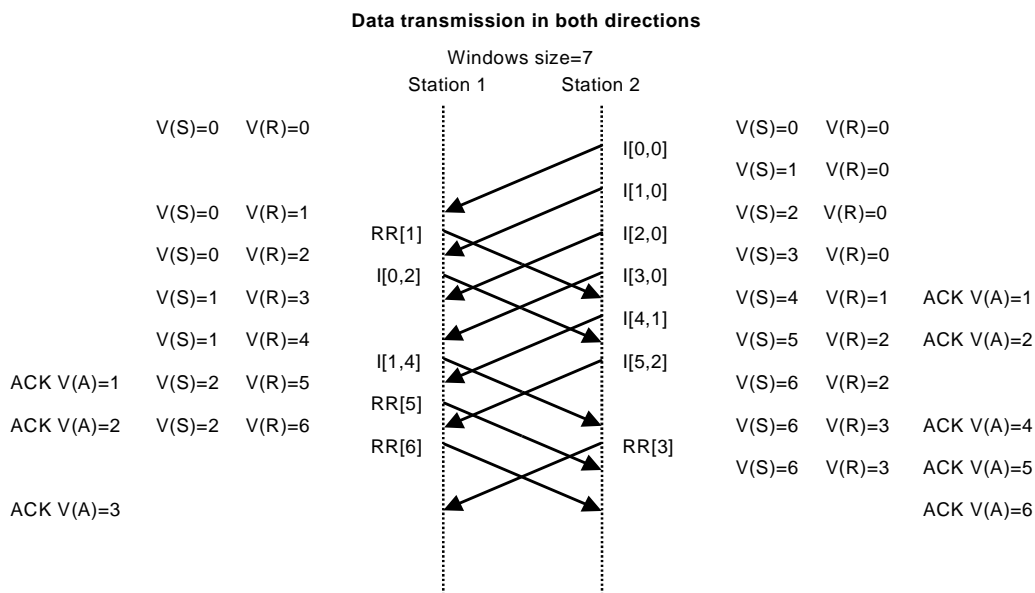 Data transmission in both directions
Windows size=7
Station 1 Station 2
V(S)=0 V(R)=0 V(S)=0 V(R)=0
I[0,0]
V(S)=1 V(R)=0
I[1,0]
V(S)=0 V(R)=1 V(S)=2 V(R)=0
RR[1] I[2,0]
V(S)=0 V(R)=2 V(S)=3 V(R)=0
I[0,2] I[3,0]
V(S)=1 V(R)=3 V(S)=4 V(R)=1 ACK V(A)=1
I[4,1]
V(S)=1 V(R)=4 V(S)=5 V(R)=2 ACK V(A)=2
I[1,4] I[5,2]
ACK V(A)=1 V(S)=2 V(R)=5 V(S)=6 V(R)=2
RR[5]
ACK V(A)=2 V(S)=2 V(R)=6 V(S)=6 V(R)=3 ACK V(A)=4
RR[6] RR[3]
V(S)=6 V(R)=3 ACK V(A)=5
ACK V(A)=3 ACK V(A)=6